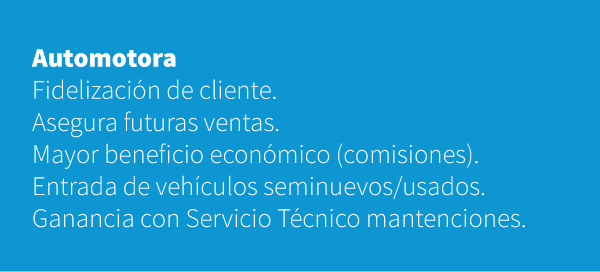 Automotora
Fidelización de cliente.
Asegura futuras ventas.
Mayor beneficio económico (comisiones).
Entrada de vehículos seminuevos/usados.
Ganancia con Servicio Técnico mantenciones.